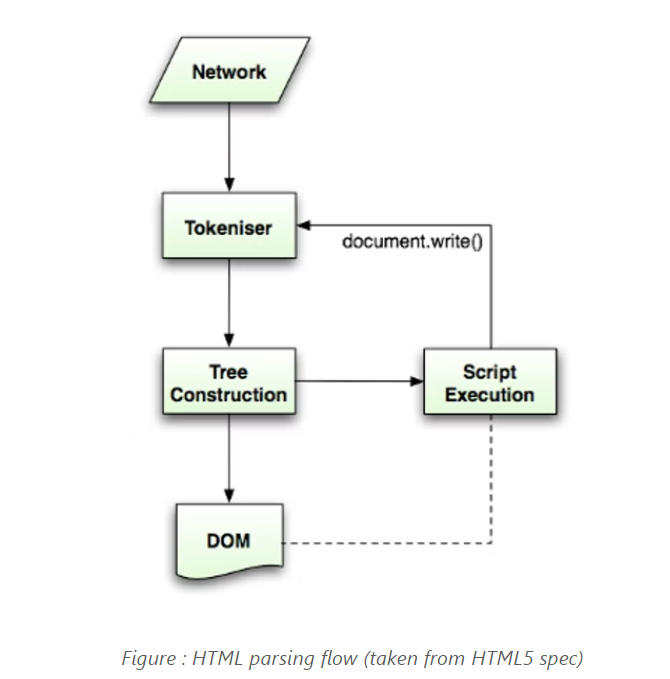 Network
Tokeniser
document.write()
Tree
Construction
Script
Execution
DOM
Figure : HTML parsing flow (taken from HTML5 spec)